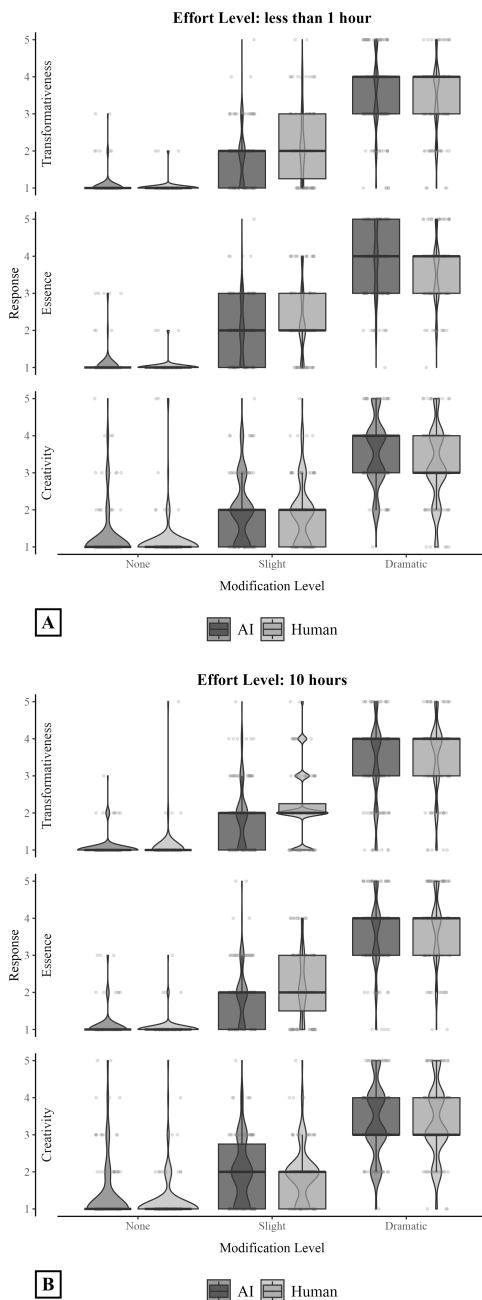 Effort Level: less than 1 hour
Transformativeness
5
4
3
2
1
Response
Essence
5
4
3
2
1
Creativity
5
4
3
2
1
None
Slight
Dramatic
Modification Level
A
AI
Human
Effort Level: 10 hours
Transformativeness
5
4
3
2
1
Response
Essence
5
4
3
2
1
Creativity
5
4
3
2
1
None
Slight
Dramatic
Modification Level
B
AI
Human